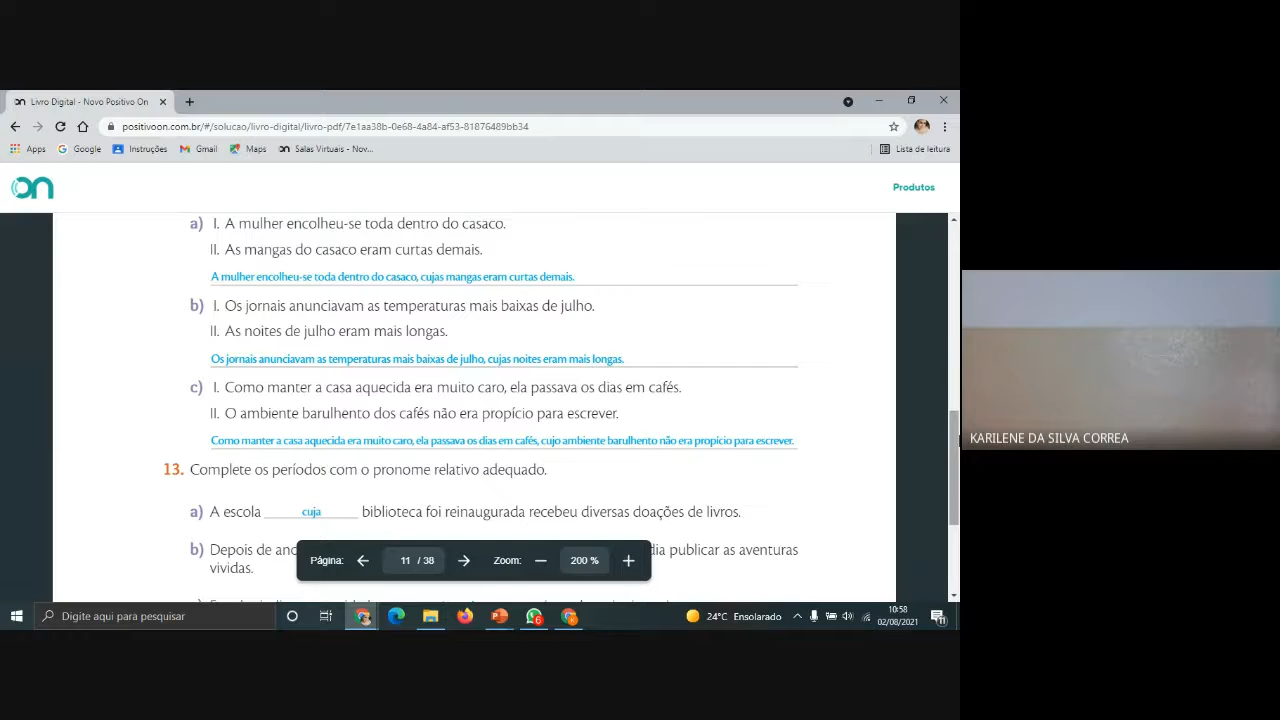 Livro Digital - Novo Positivo On
positivoon.com.br/#/solucao/livro-digital/livro-pdf/7e1aa38b-0e68-4a84-af53-81876489bb34
Apps Google Instruções Gmail Maps Salas Virtuais - Nov... Lista de leitura
on Produtos
a) I. A mulher encolheu-se toda dentro do casaco.
II. As mangas do casaco eram curtas demais.
A mulher encolheu-se toda dentro do casaco, cujas mangas eram curtas demais.
b) I. Os jornais anunciavam as temperaturas mais baixas de julho.
II. As noites de julho eram mais longas.
Os jornais anunciavam as temperaturas mais baixas de julho, cujas noites eram mais longas.
c) I. Como manter a casa aquecida era muito caro, ela passava os dias em cafés.
II. O ambiente barulhento dos cafés não era propício para escrever.
Como manter a casa aquecida era muito caro, ela passava os dias em cafés, cujo ambiente barulhento não era propício para escrever.
KARILENE DA SILVA CORREA
13. Complete os períodos com o pronome relativo adequado.
a) A escola cuja biblioteca foi reinaugurada recebeu diversas doações de livros.
b) Depois de dia publicar as aventuras
vividas.
Página: 11 / 38 Zoom: 200 %
Digite aqui para pesquisar
6
24°C Ensolarado
10:58
02/08/2021
11